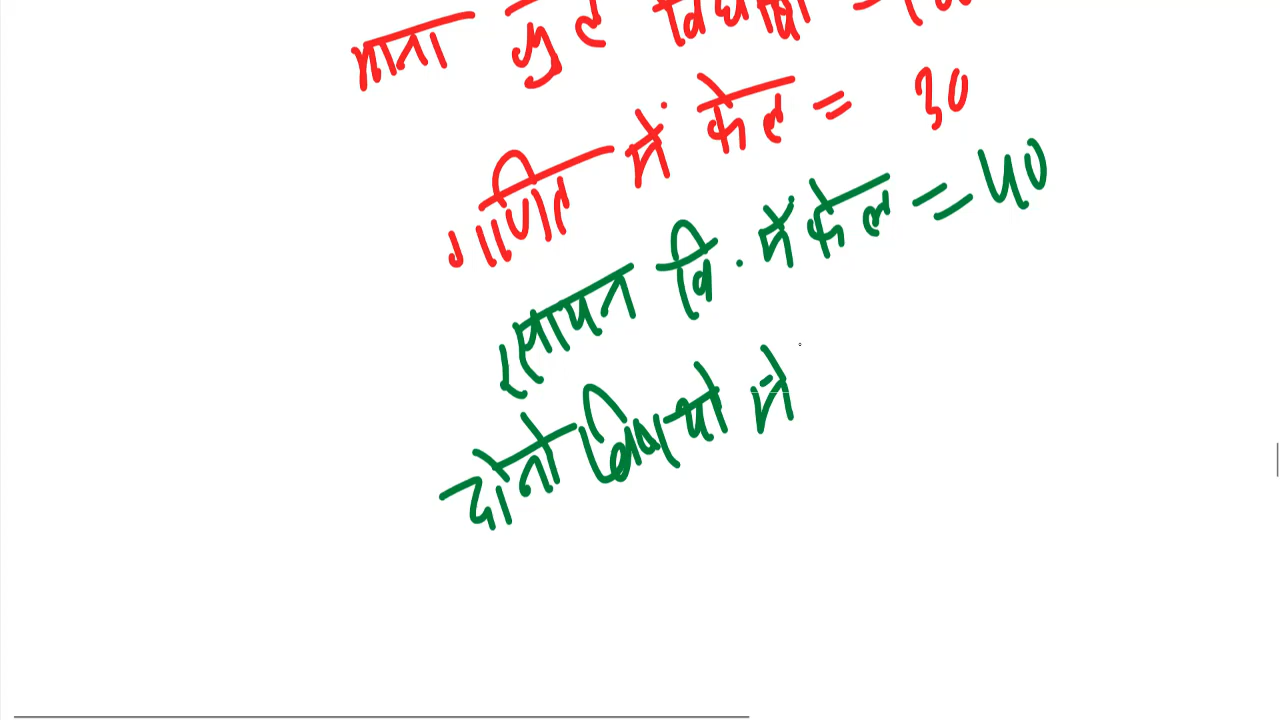 माना कुल विद्यार्थी =
गणित में फेल = 30
रसायन वि. में फेल = 40
दोनो विषयो में